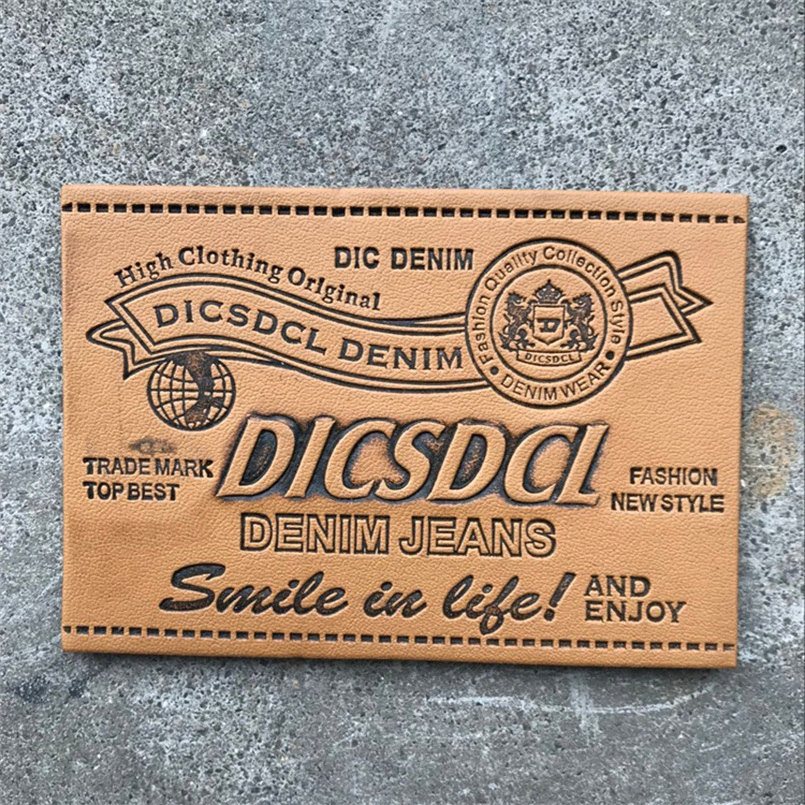 DIC DENIM
High Clothing Original
DICSDCL DENIM
Fashion Quality Collection Style
DICSDCL
DENIM WEAR
DICSDCL
TRADE MARK
TOP BEST
FASHION
NEW STYLE
DENIM JEANS
Smile in life!
AND
ENJOY